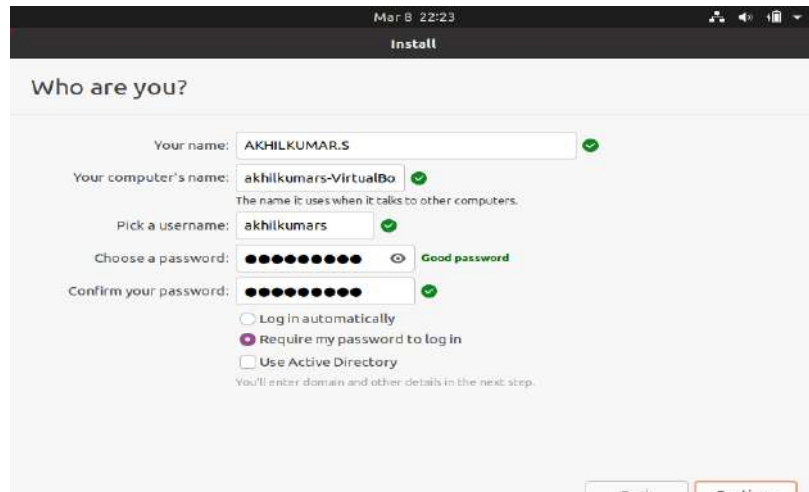 Mar 8 22:23
Install
Who are you?
Your name: AKHILKUMAR.S
Your computer's name: akhilkumars-VirtualBo
The name it uses when it talks to other computers.
Pick a username: akhilkumars
Choose a password: ●●●●●●●●● Good password
Confirm your password: ●●●●●●●●●
Log in automatically
Require my password to log in
Use Active Directory
You'll enter domain and other details in the next step.